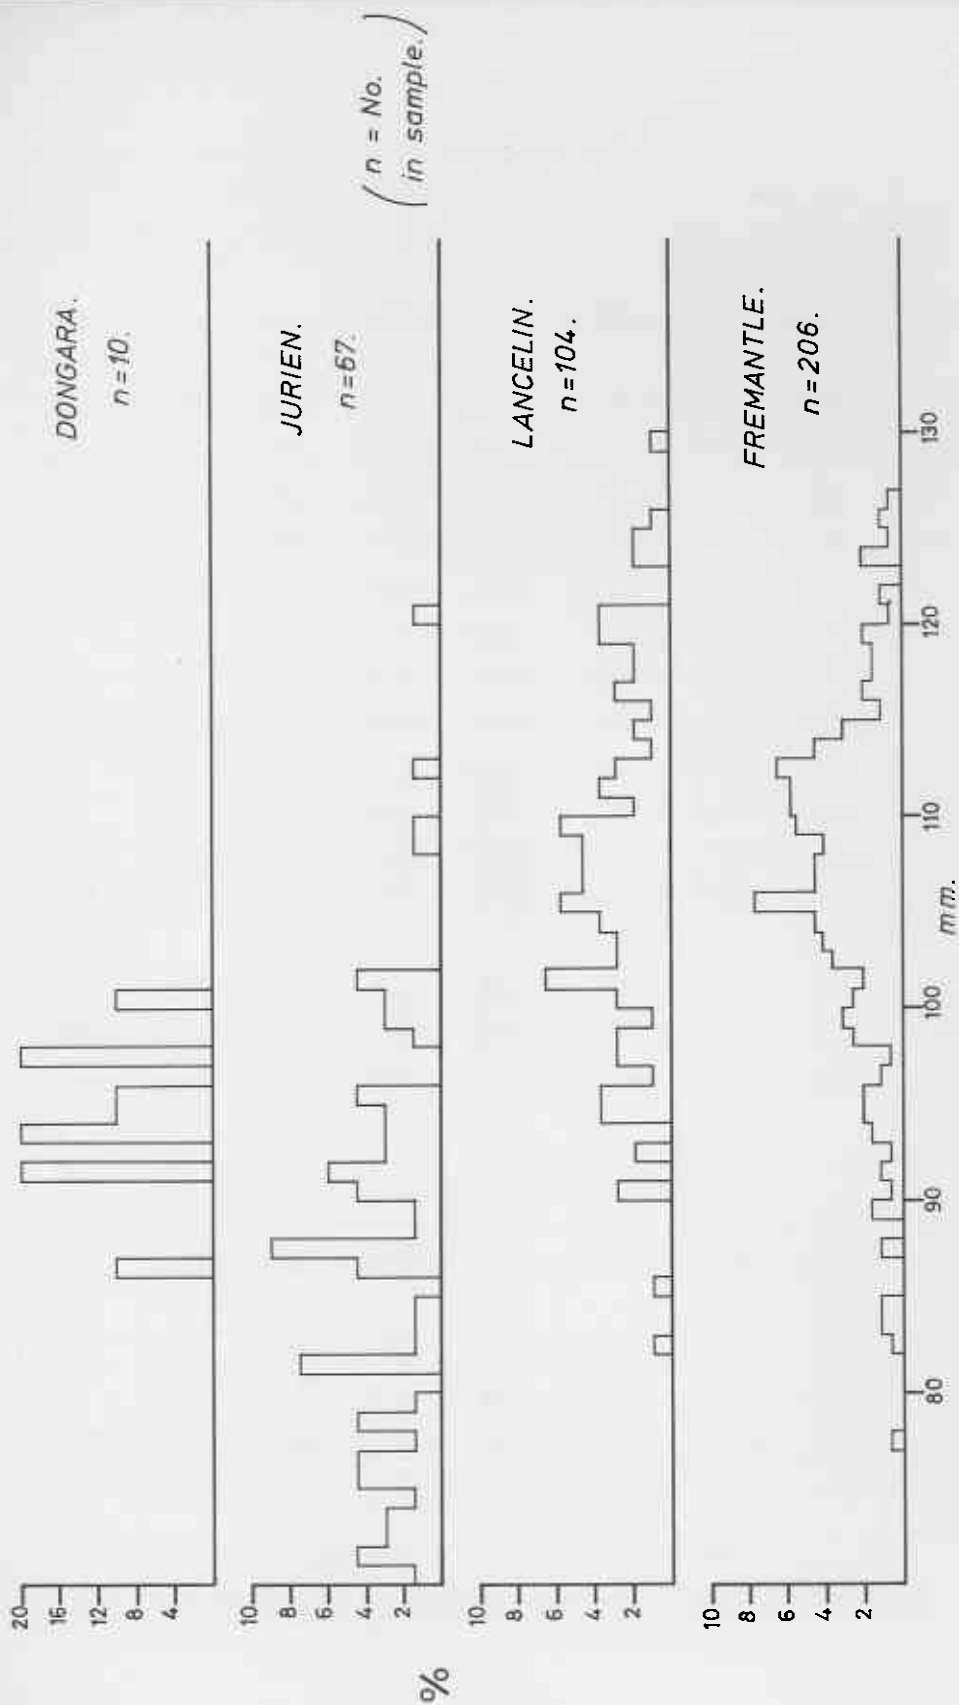 DONGARA.
n=10.
20
16
12
8
4
JURIEN.
n=67.
10
8
6
4
2
(n = No.
in sample.)
%
LANCELIN.
n=104.
10
8
6
4
2
FREMANTLE.
n=206.
10
8
6
4
2
80
90
100
110
120
130
mm.